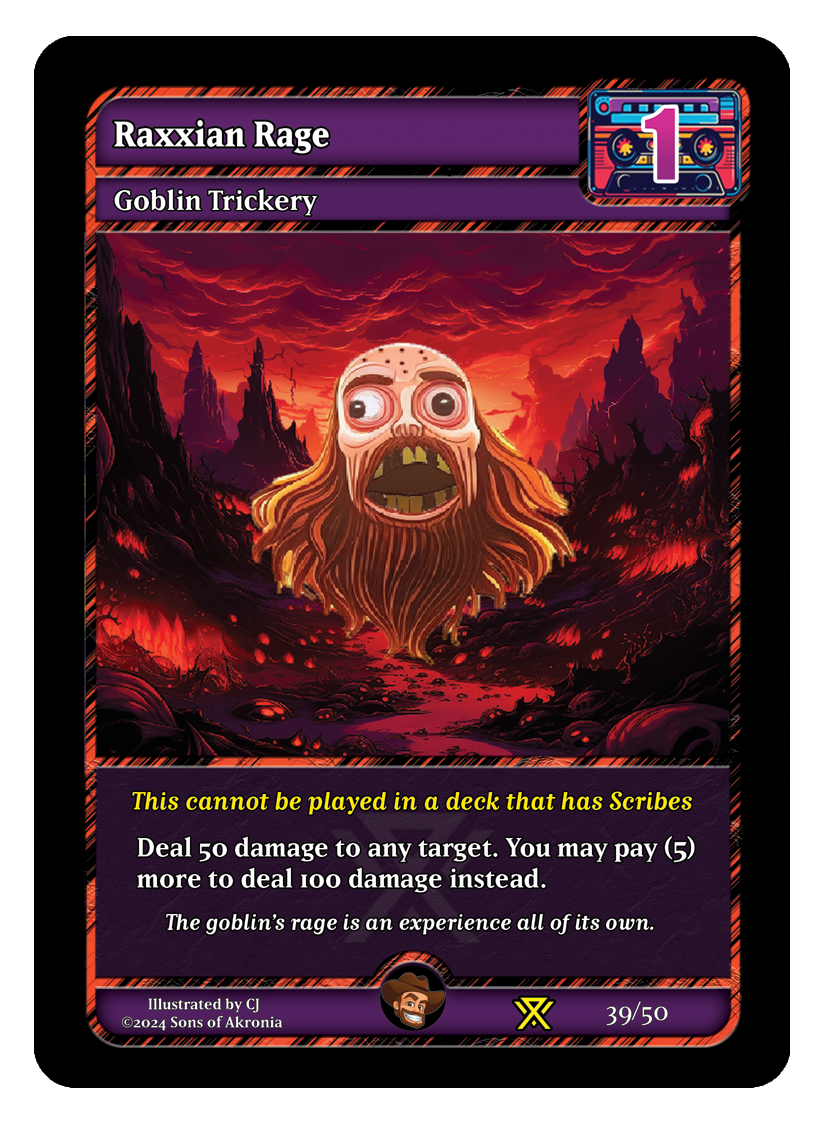 Raxxian Rage
1
Goblin Trickery
This cannot be played in a deck that has Scribes
Deal 50 damage to any target. You may pay (5)
more to deal 100 damage instead.
The goblin's rage is an experience all of its own.
Illustrated by CJ
©2024 Sons of Akronia
39/50